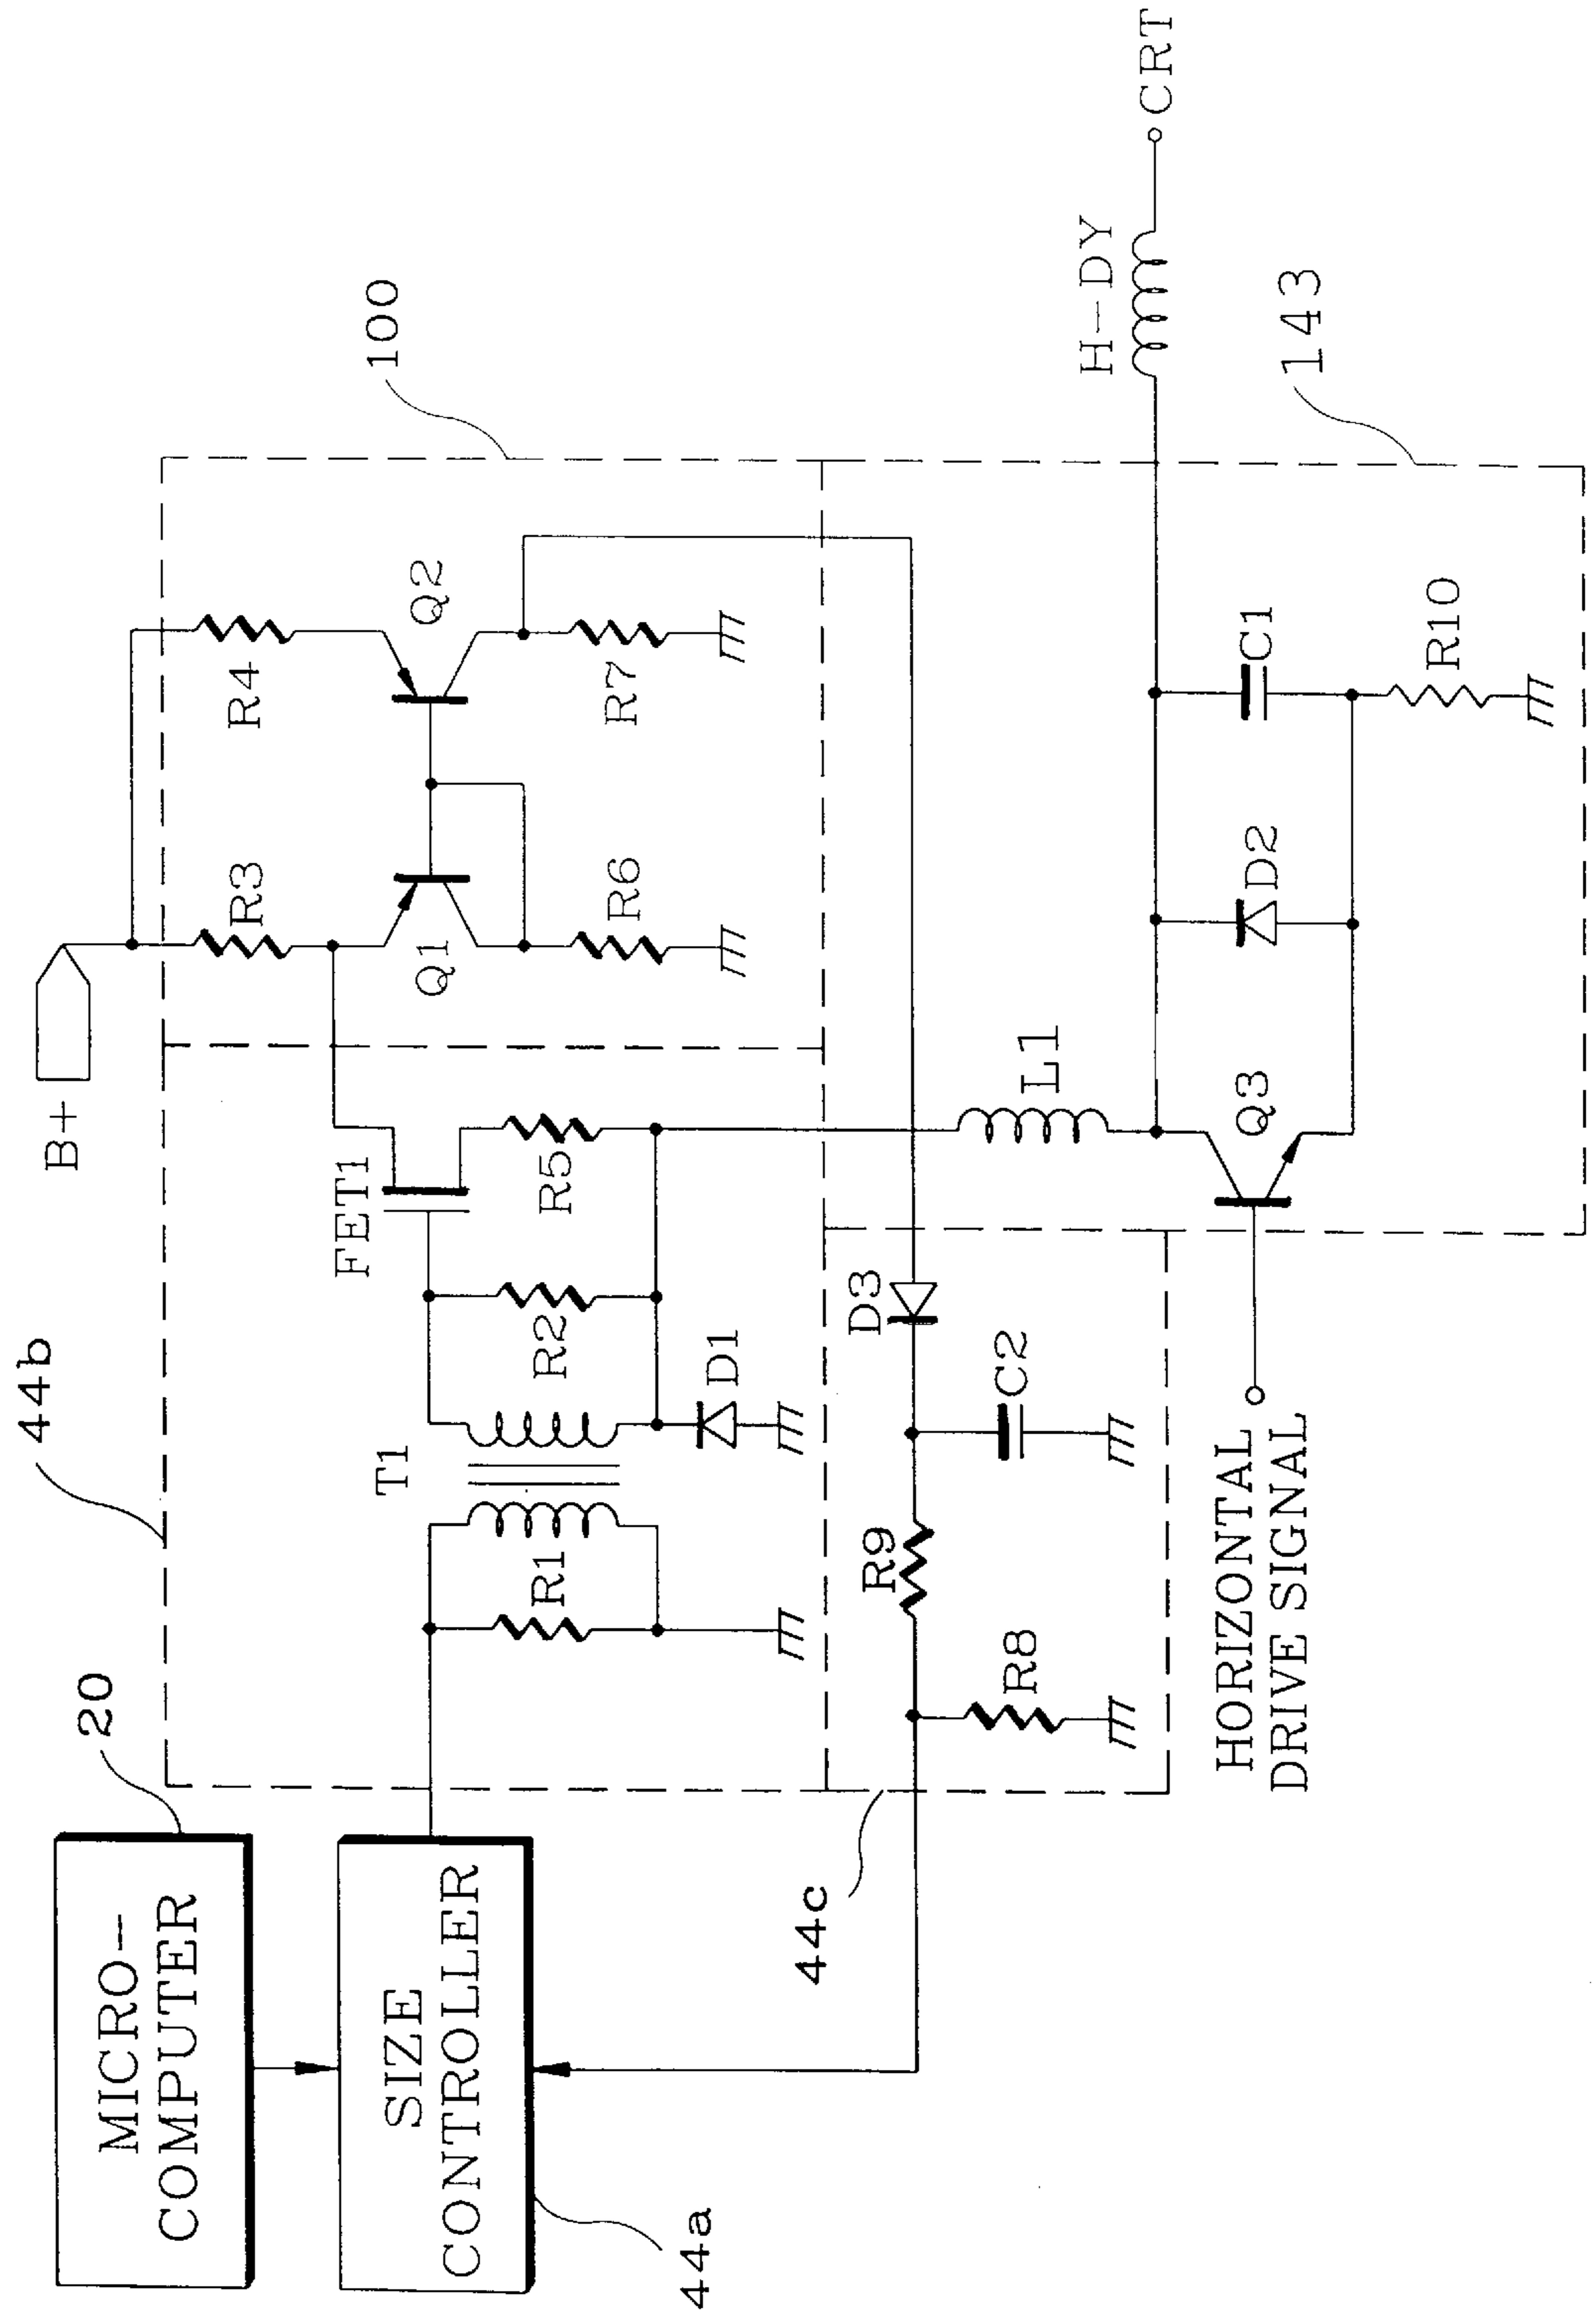 MICRO-
COMPUTER
20
SIZE
CONTROLLER
44a
44b
44c
B+
100
R3
R4
Q1
Q2
R6
R7
FET1
R5
R2
T1
R1
D1
D3
C2
R9
R8
L1
Q3
D2
C1
R10
H-DY
CRT
143
HORIZONTAL
DRIVE SIGNAL